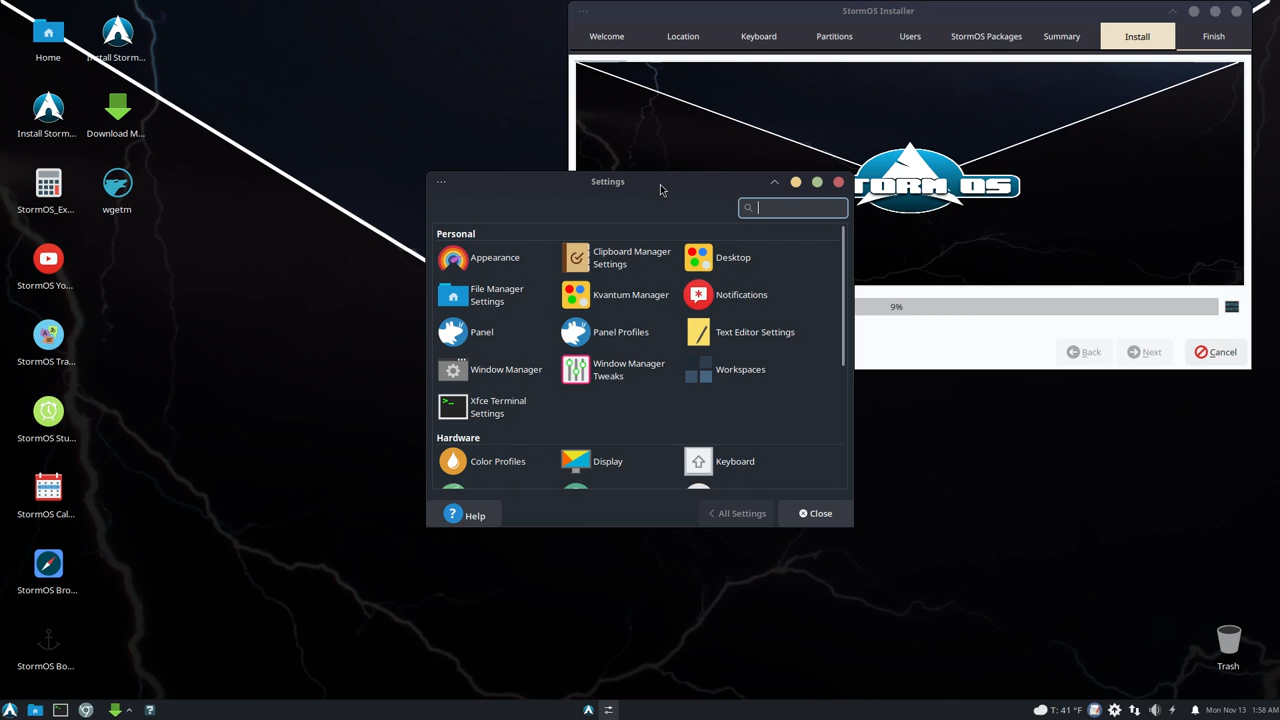 Home
Install Storm...
Install Storm...
Download M...
StormOS_Ex...
wgetm
StormOS Yo...
StormOS Tra...
StormOS Stu...
StormOS Cal...
StormOS Bro...
StormOS Bo...
StormOS Installer
Welcome
Location
Keyboard
Partitions
Users
StormOS Packages
Summary
Install
Finish
TORM OS
9%
Back
Next
Cancel
Settings
Personal
Appearance
Clipboard Manager
Settings
Desktop
File Manager
Settings
Kvantum Manager
Notifications
Panel
Panel Profiles
Text Editor Settings
Window Manager
Window Manager
Tweaks
Workspaces
Xfce Terminal
Settings
Hardware
Color Profiles
Display
Keyboard
Help
All Settings
Close
Trash
T: 41 °F
Mon Nov 13
1:58 AM